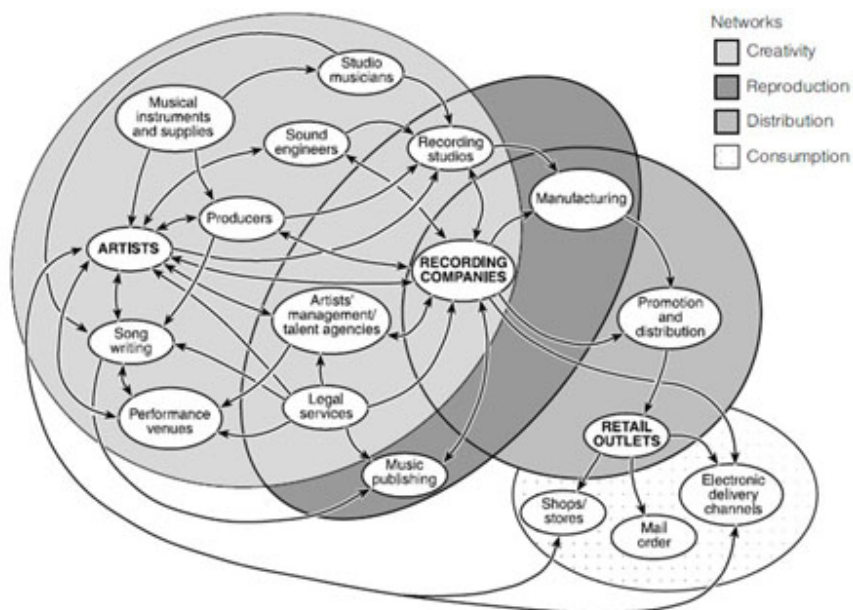 Networks
Creativity
Reproduction
Distribution
Consumption
Studio
musicians
Musical
instruments
and supplies
Sound
engineers
Recording
studios
Manufacturing
Producers
ARTISTS
RECORDING
COMPANIES
Artists'
management/
talent agencies
Promotion
and
distribution
Song
writing
Legal
services
Performance
venues
RETAIL
OUTLETS
Music
publishing
Electronic
delivery
channels
Shops/
stores
Mail
order